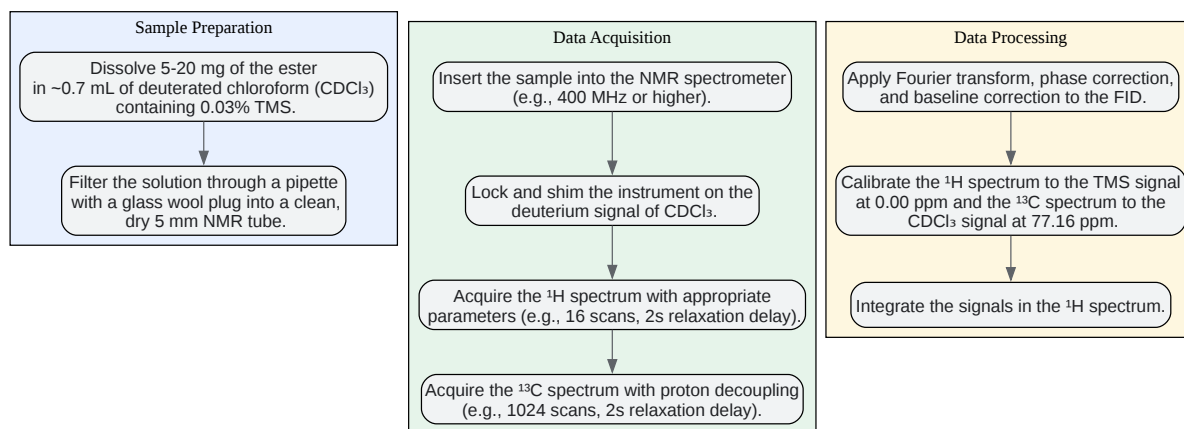 Sample Preparation
Dissolve 5-20 mg of the ester
in ~0.7 mL of deuterated chloroform (CDCl₃)
containing 0.03% TMS.
Filter the solution through a pipette
with a glass wool plug into a clean,
dry 5 mm NMR tube.
Data Acquisition
Insert the sample into the NMR spectrometer
(e.g., 400 MHz or higher).
Lock and shim the instrument on the
deuterium signal of CDCl₃.
Acquire the ¹H spectrum with appropriate
parameters (e.g., 16 scans, 2s relaxation delay).
Acquire the ¹³C spectrum with proton decoupling
(e.g., 1024 scans, 2s relaxation delay).
Data Processing
Apply Fourier transform, phase correction,
and baseline correction to the FID.
Calibrate the ¹H spectrum to the TMS signal
at 0.00 ppm and the ¹³C spectrum to the
CDCl₃ signal at 77.16 ppm.
Integrate the signals in the ¹H spectrum.